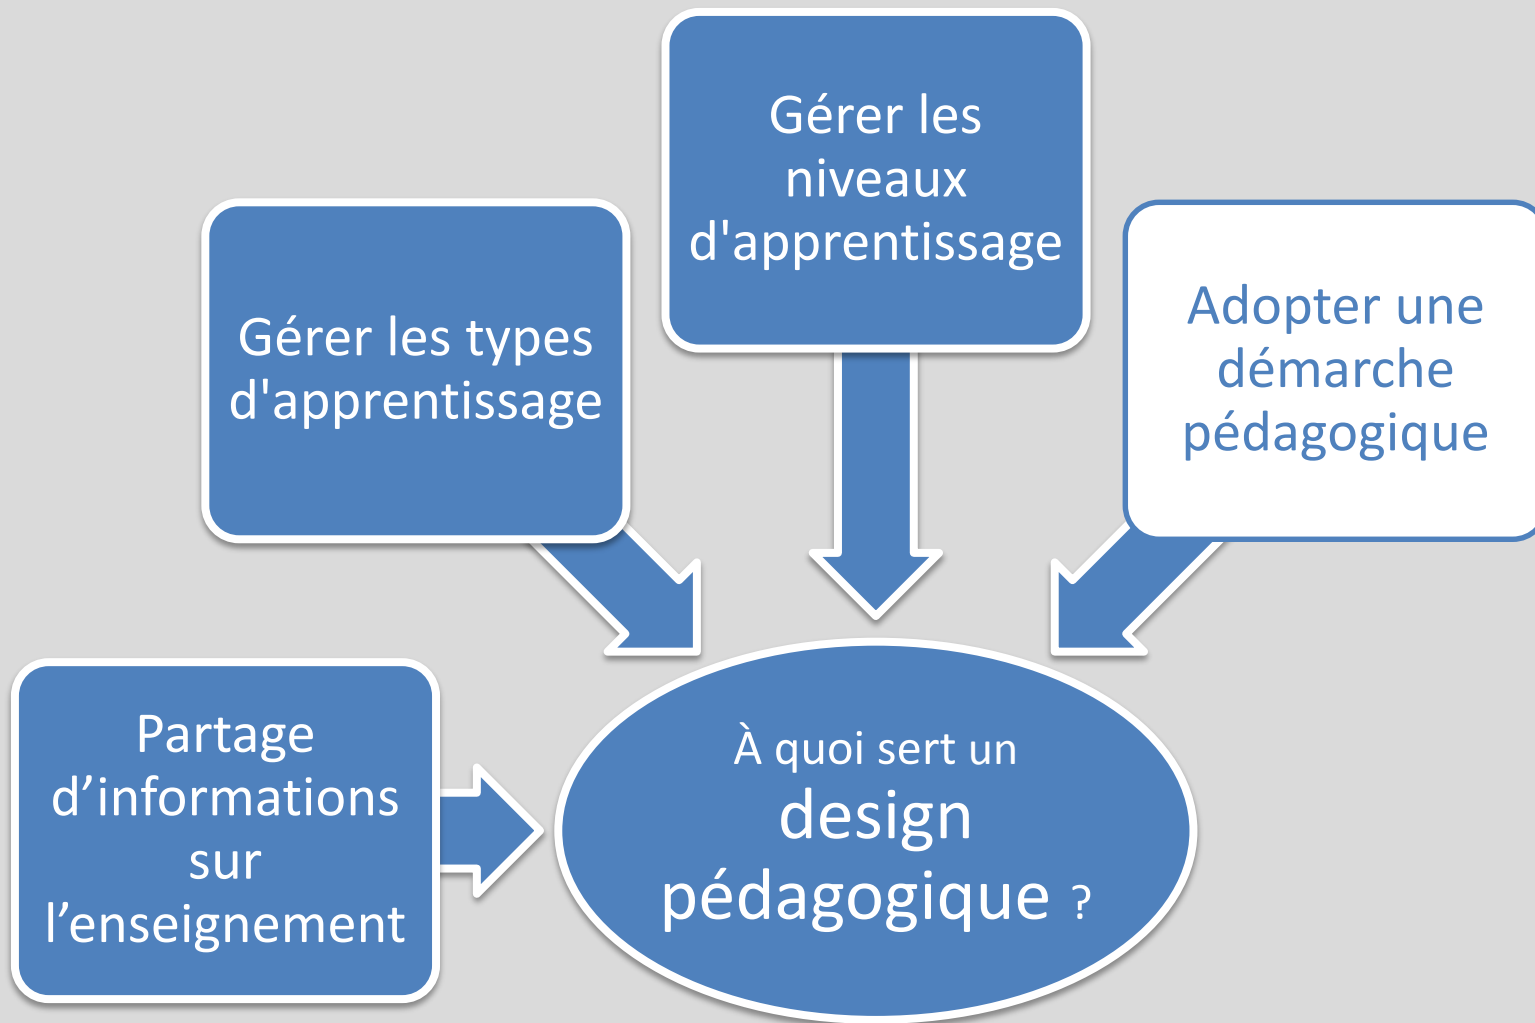 Gérer les
niveaux
d'apprentissage
Gérer les types
d'apprentissage
Adopter une
démarche
pédagogique
Partage
d’informations
sur
l’enseignement
À quoi sert un
design
pédagogique ?